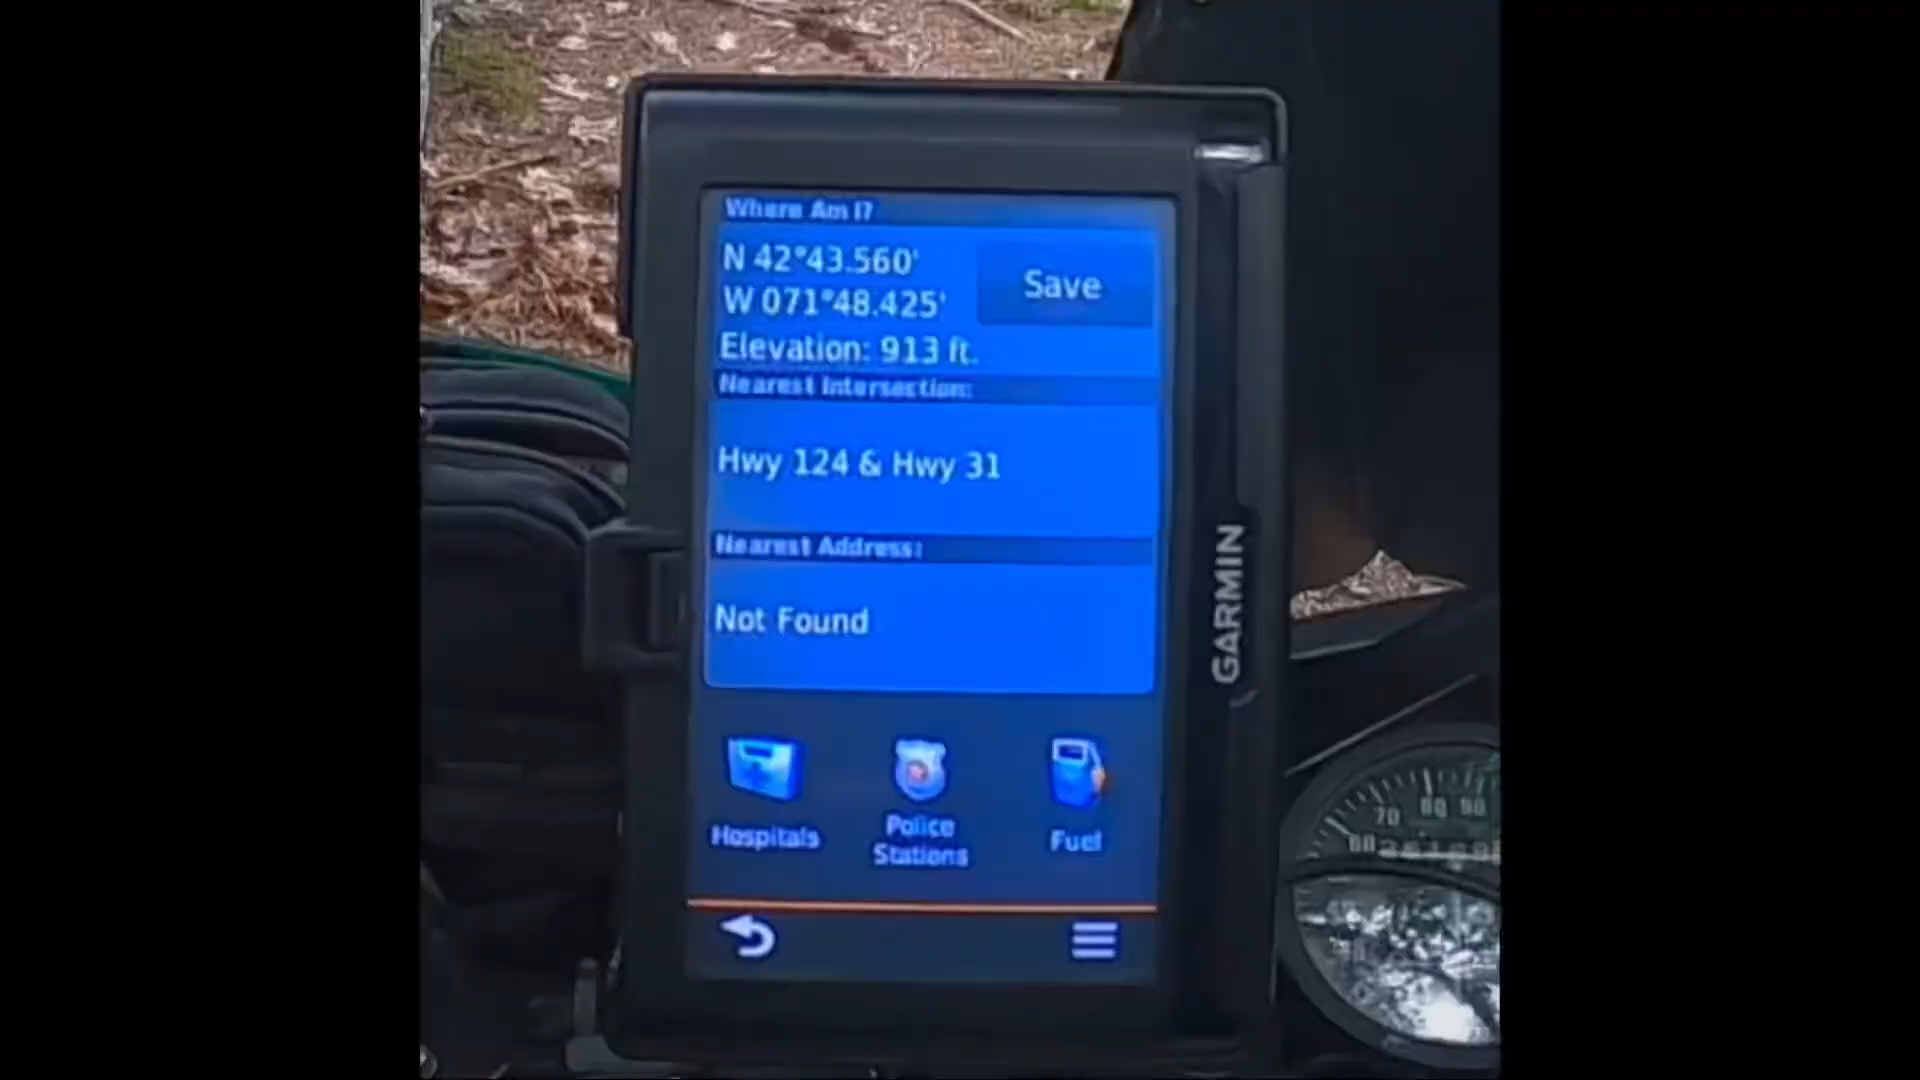 Where Am I?
N 42°43.560'
W 071°48.425'
Save
Elevation: 913 ft.
Nearest Intersection:
Hwy 124 & Hwy 31
Nearest Address:
Not Found
Hospitals
Police
Stations
Fuel
GARMIN
60
70
80
90